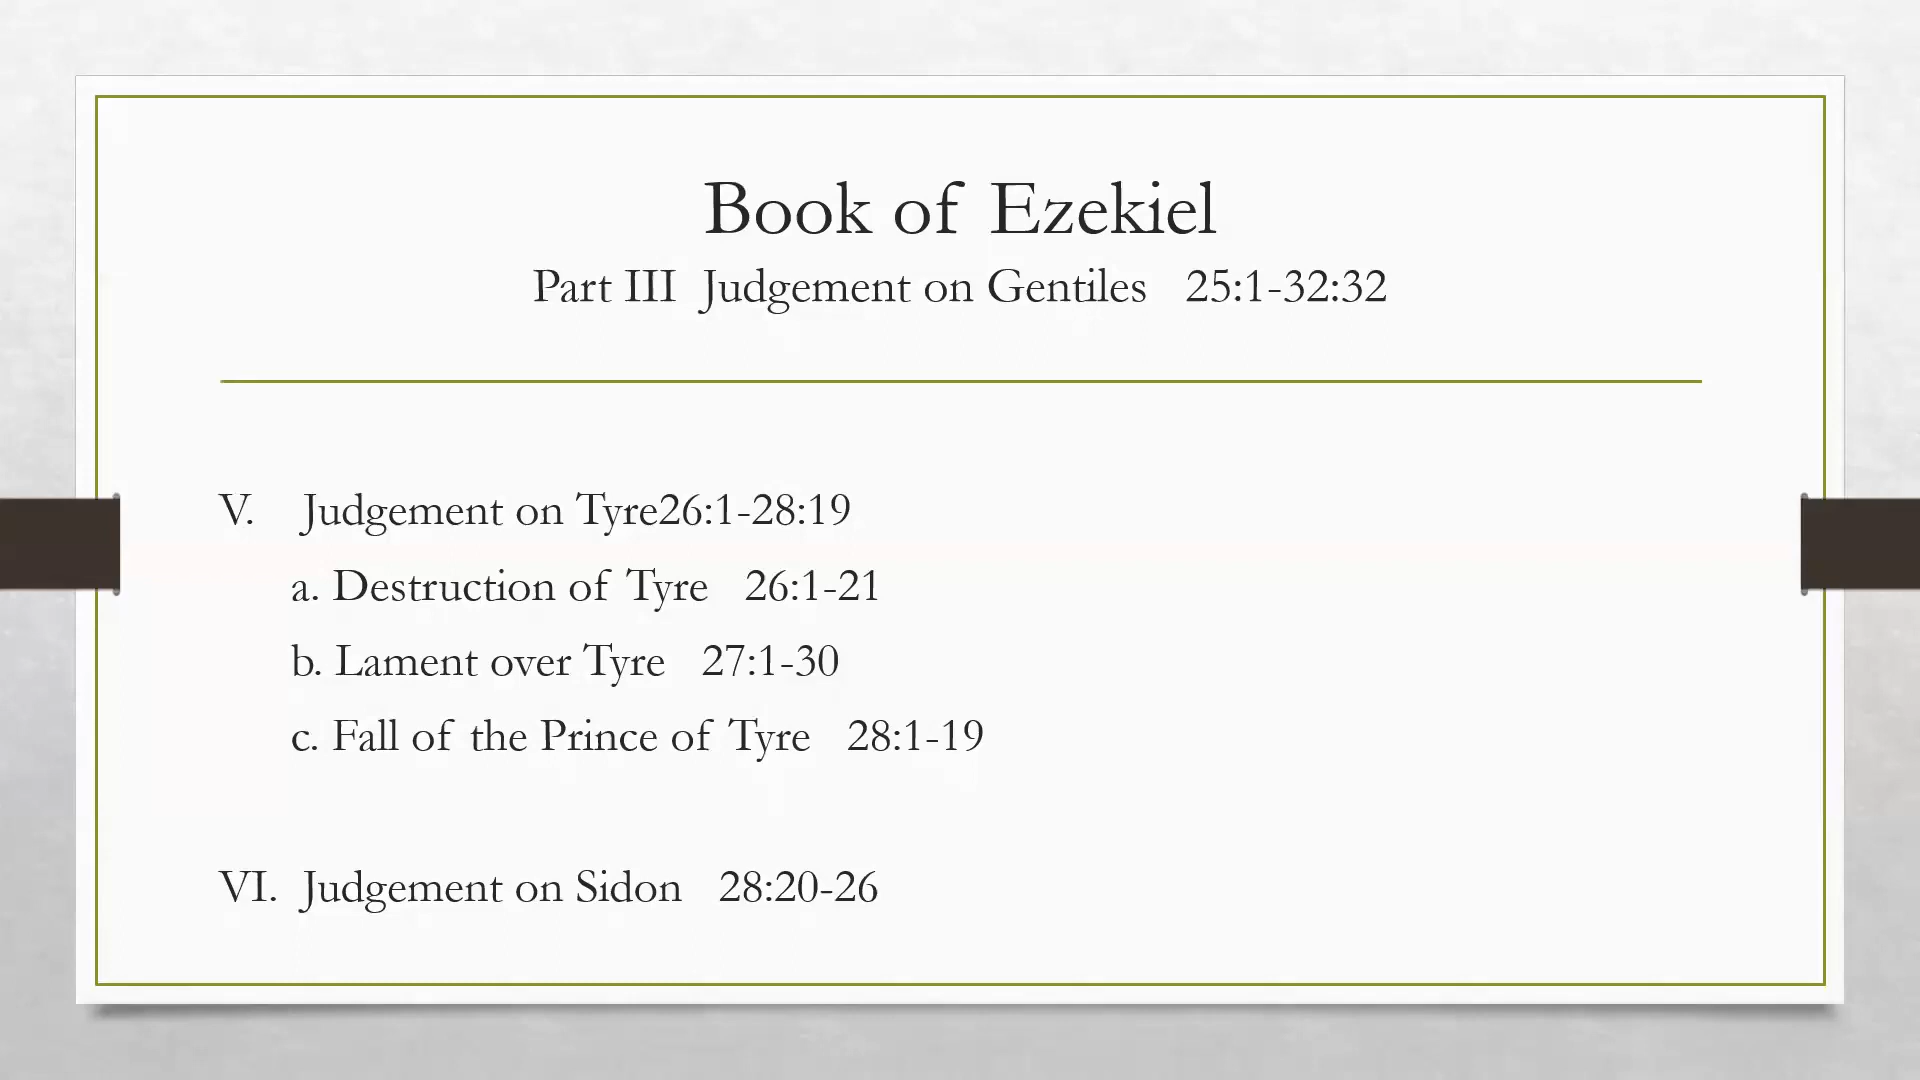 Book of Ezekiel
Part III Judgement on Gentiles 25:1-32:32
V. Judgement on Tyre26:1-28:19
a. Destruction of Tyre 26:1-21
b. Lament over Tyre 27:1-30
c. Fall of the Prince of Tyre 28:1-19
VI. Judgement on Sidon 28:20-26